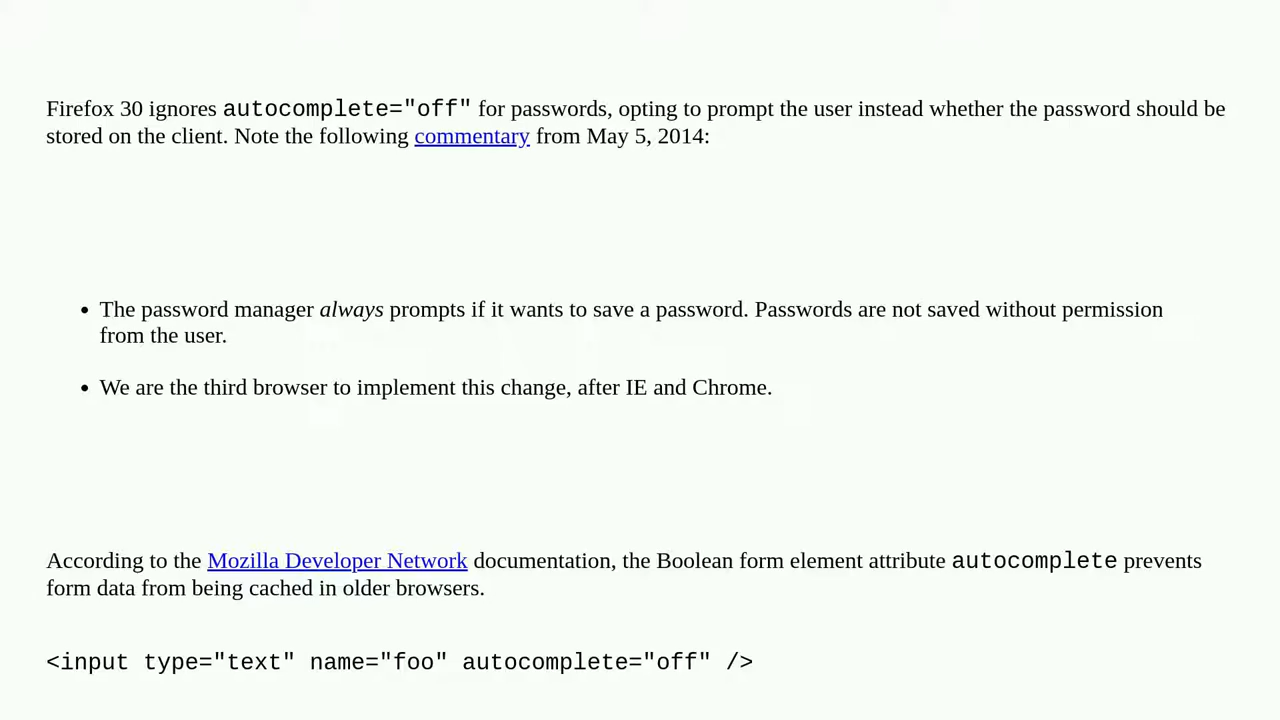 Firefox 30 ignores autocomplete="off" for passwords, opting to prompt the user instead whether the password should be
stored on the client. Note the following commentary from May 5, 2014:
• The password manager always prompts if it wants to save a password. Passwords are not saved without permission
from the user.
• We are the third browser to implement this change, after IE and Chrome.
According to the Mozilla Developer Network documentation, the Boolean form element attribute autocomplete prevents
form data from being cached in older browsers.
<input type="text" name="foo" autocomplete="off" />